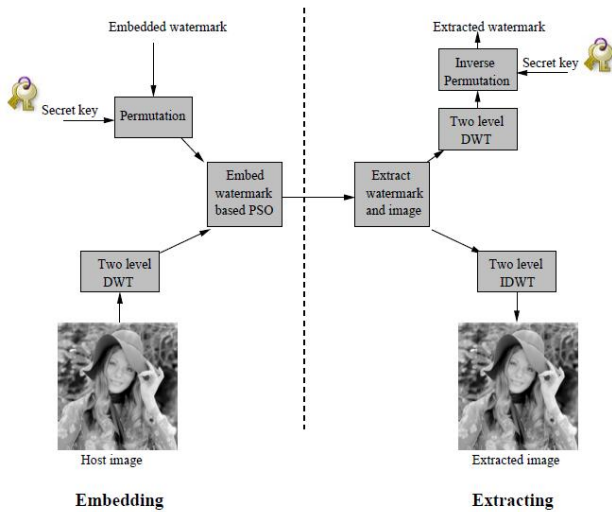 Embedded watermark
Secret key
Permutation
Embed
watermark
based PSO
Two level
DWT
Host image
Embedding
Extracted watermark
Inverse
Permutation
Secret key
Two level
DWT
Extract
watermark
and image
Two level
IDWT
Extracted image
Extracting